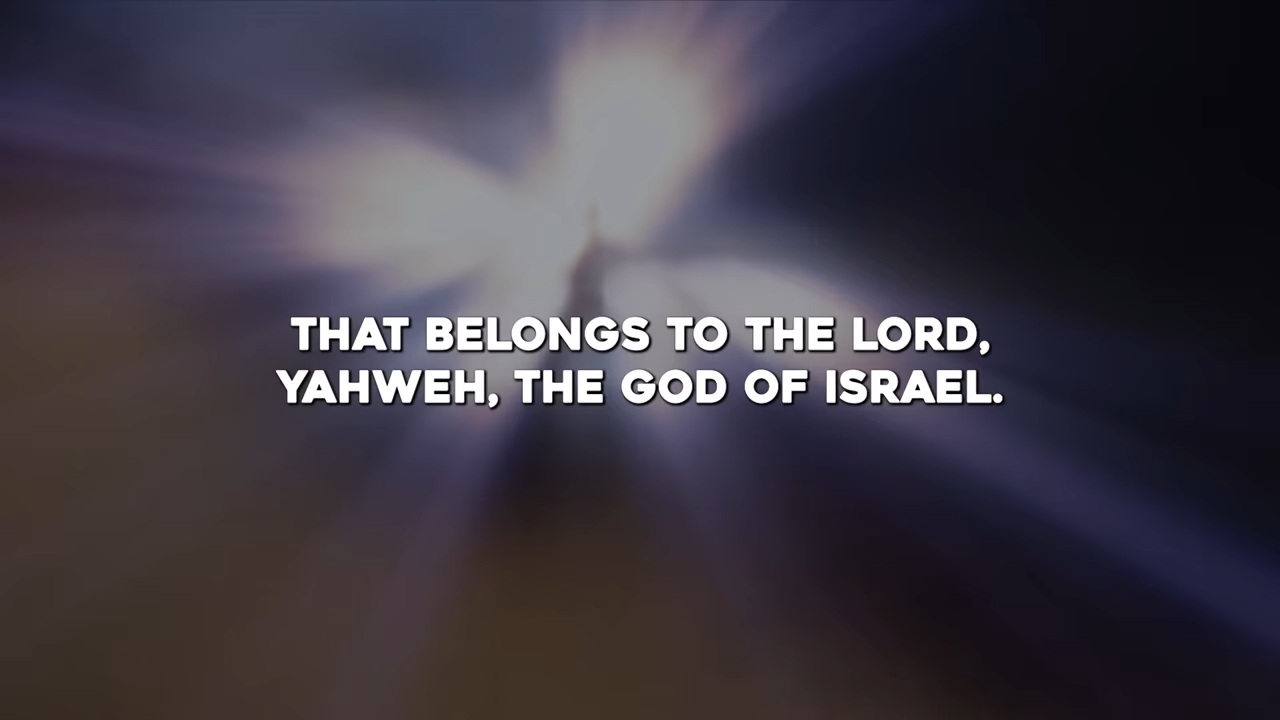 THAT BELONGS TO THE LORD,
YAHWEH, THE GOD OF ISRAEL.